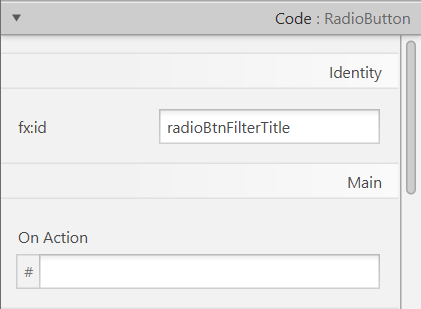 Code : RadioButton
Identity
fx:id radioBtnFilterTitle
Main
On Action
#